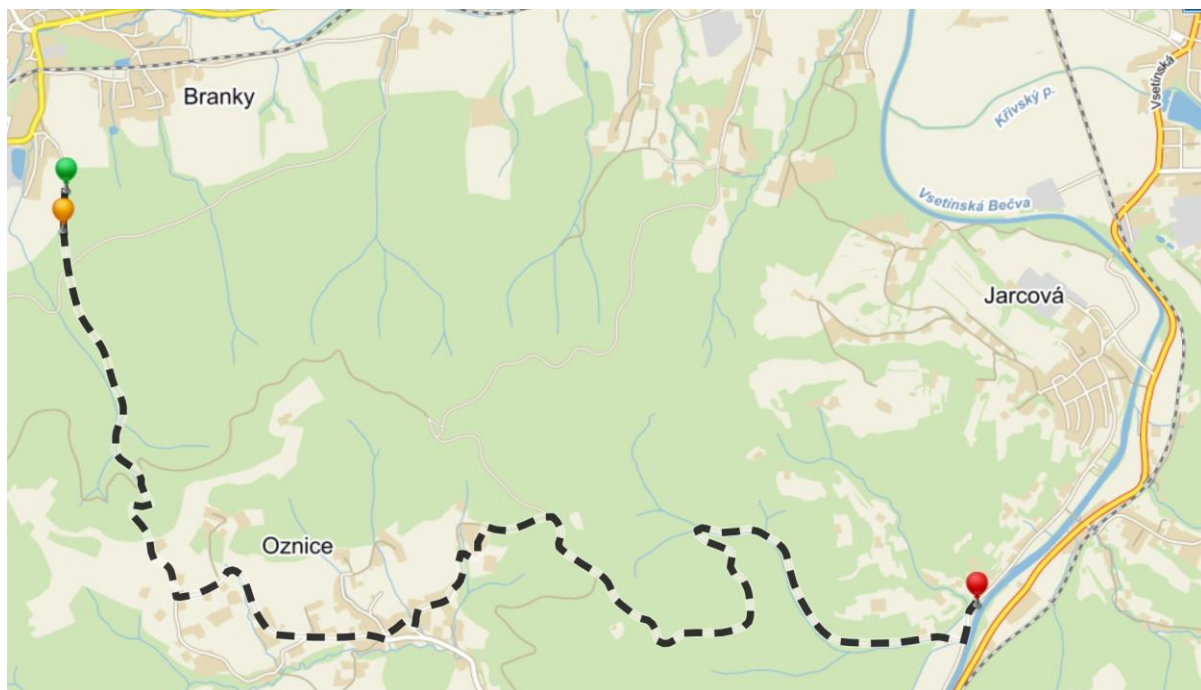 Branky
Křivský p.
Vsetínská
Vsetínská Bečva
Jarcová
Oznice